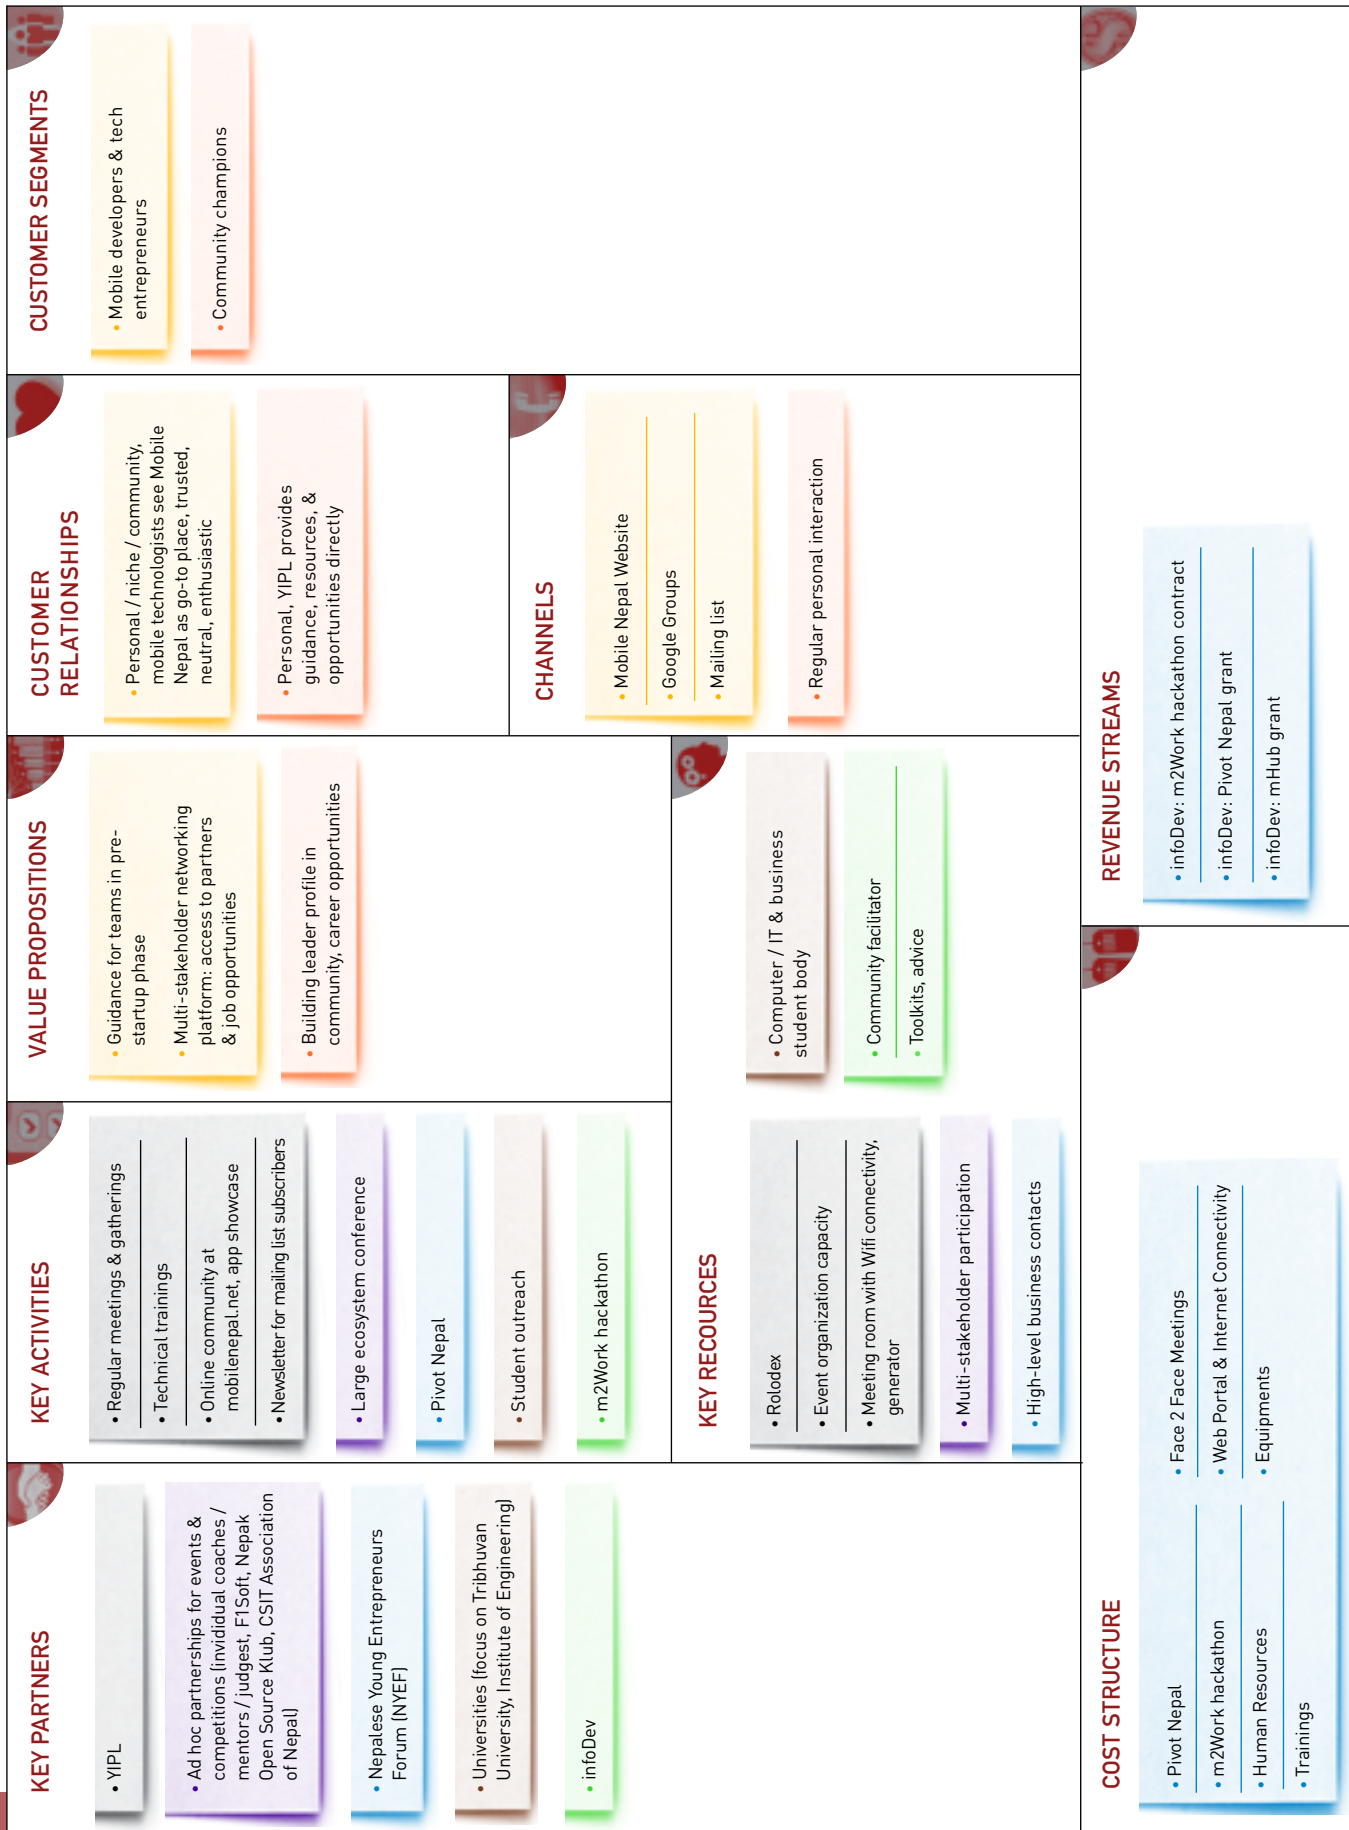 KEY PARTNERS
• YIPL
• Ad hoc partnerships for events &
competitions (invididual coaches /
mentors / judgest, F1Soft, Nepak
Open Source Klub, CSIT Association
of Nepal)
• Nepalese Young Entrepreneurs
Forum (NYEF)
• Universities (focus on Tribhuvan
University, Institute of Engineering)
• infoDev
KEY ACTIVITIES
• Regular meetings & gatherings
• Technical trainings
• Online community at
mobilenepal.net, app showcase
• Newsletter for mailing list subscribers
• Large ecosystem conference
• Pivot Nepal
• Student outreach
• m2Work hackathon
KEY RECOURCES
• Rolodex
• Event organization capacity
• Meeting room with Wifi connectivity,
generator
• Multi-stakeholder participation
• High-level business contacts
• Computer / IT & business
student body
• Community facilitator
• Toolkits, advice
VALUE PROPOSITIONS
• Guidance for teams in pre-
startup phase
• Multi-stakeholder networking
platform: access to partners
& job opportunities
• Building leader profile in
community, career opportunities
CUSTOMER
RELATIONSHIPS
• Personal / niche / community,
mobile technologists see Mobile
Nepal as go-to place, trusted,
neutral, enthusiastic
• Personal, YIPL provides
guidance, resources, &
opportunities directly
CHANNELS
• Mobile Nepal Website
• Google Groups
• Mailing list
• Regular personal interaction
CUSTOMER SEGMENTS
• Mobile developers & tech
entrepreneurs
• Community champions
COST STRUCTURE
• Pivot Nepal
• m2Work hackathon
• Human Resources
• Trainings
• Face 2 Face Meetings
• Web Portal & Internet Connectivity
• Equipments
REVENUE STREAMS
• infoDev: m2Work hackathon contract
• infoDev: Pivot Nepal grant
• infoDev: mHub grant